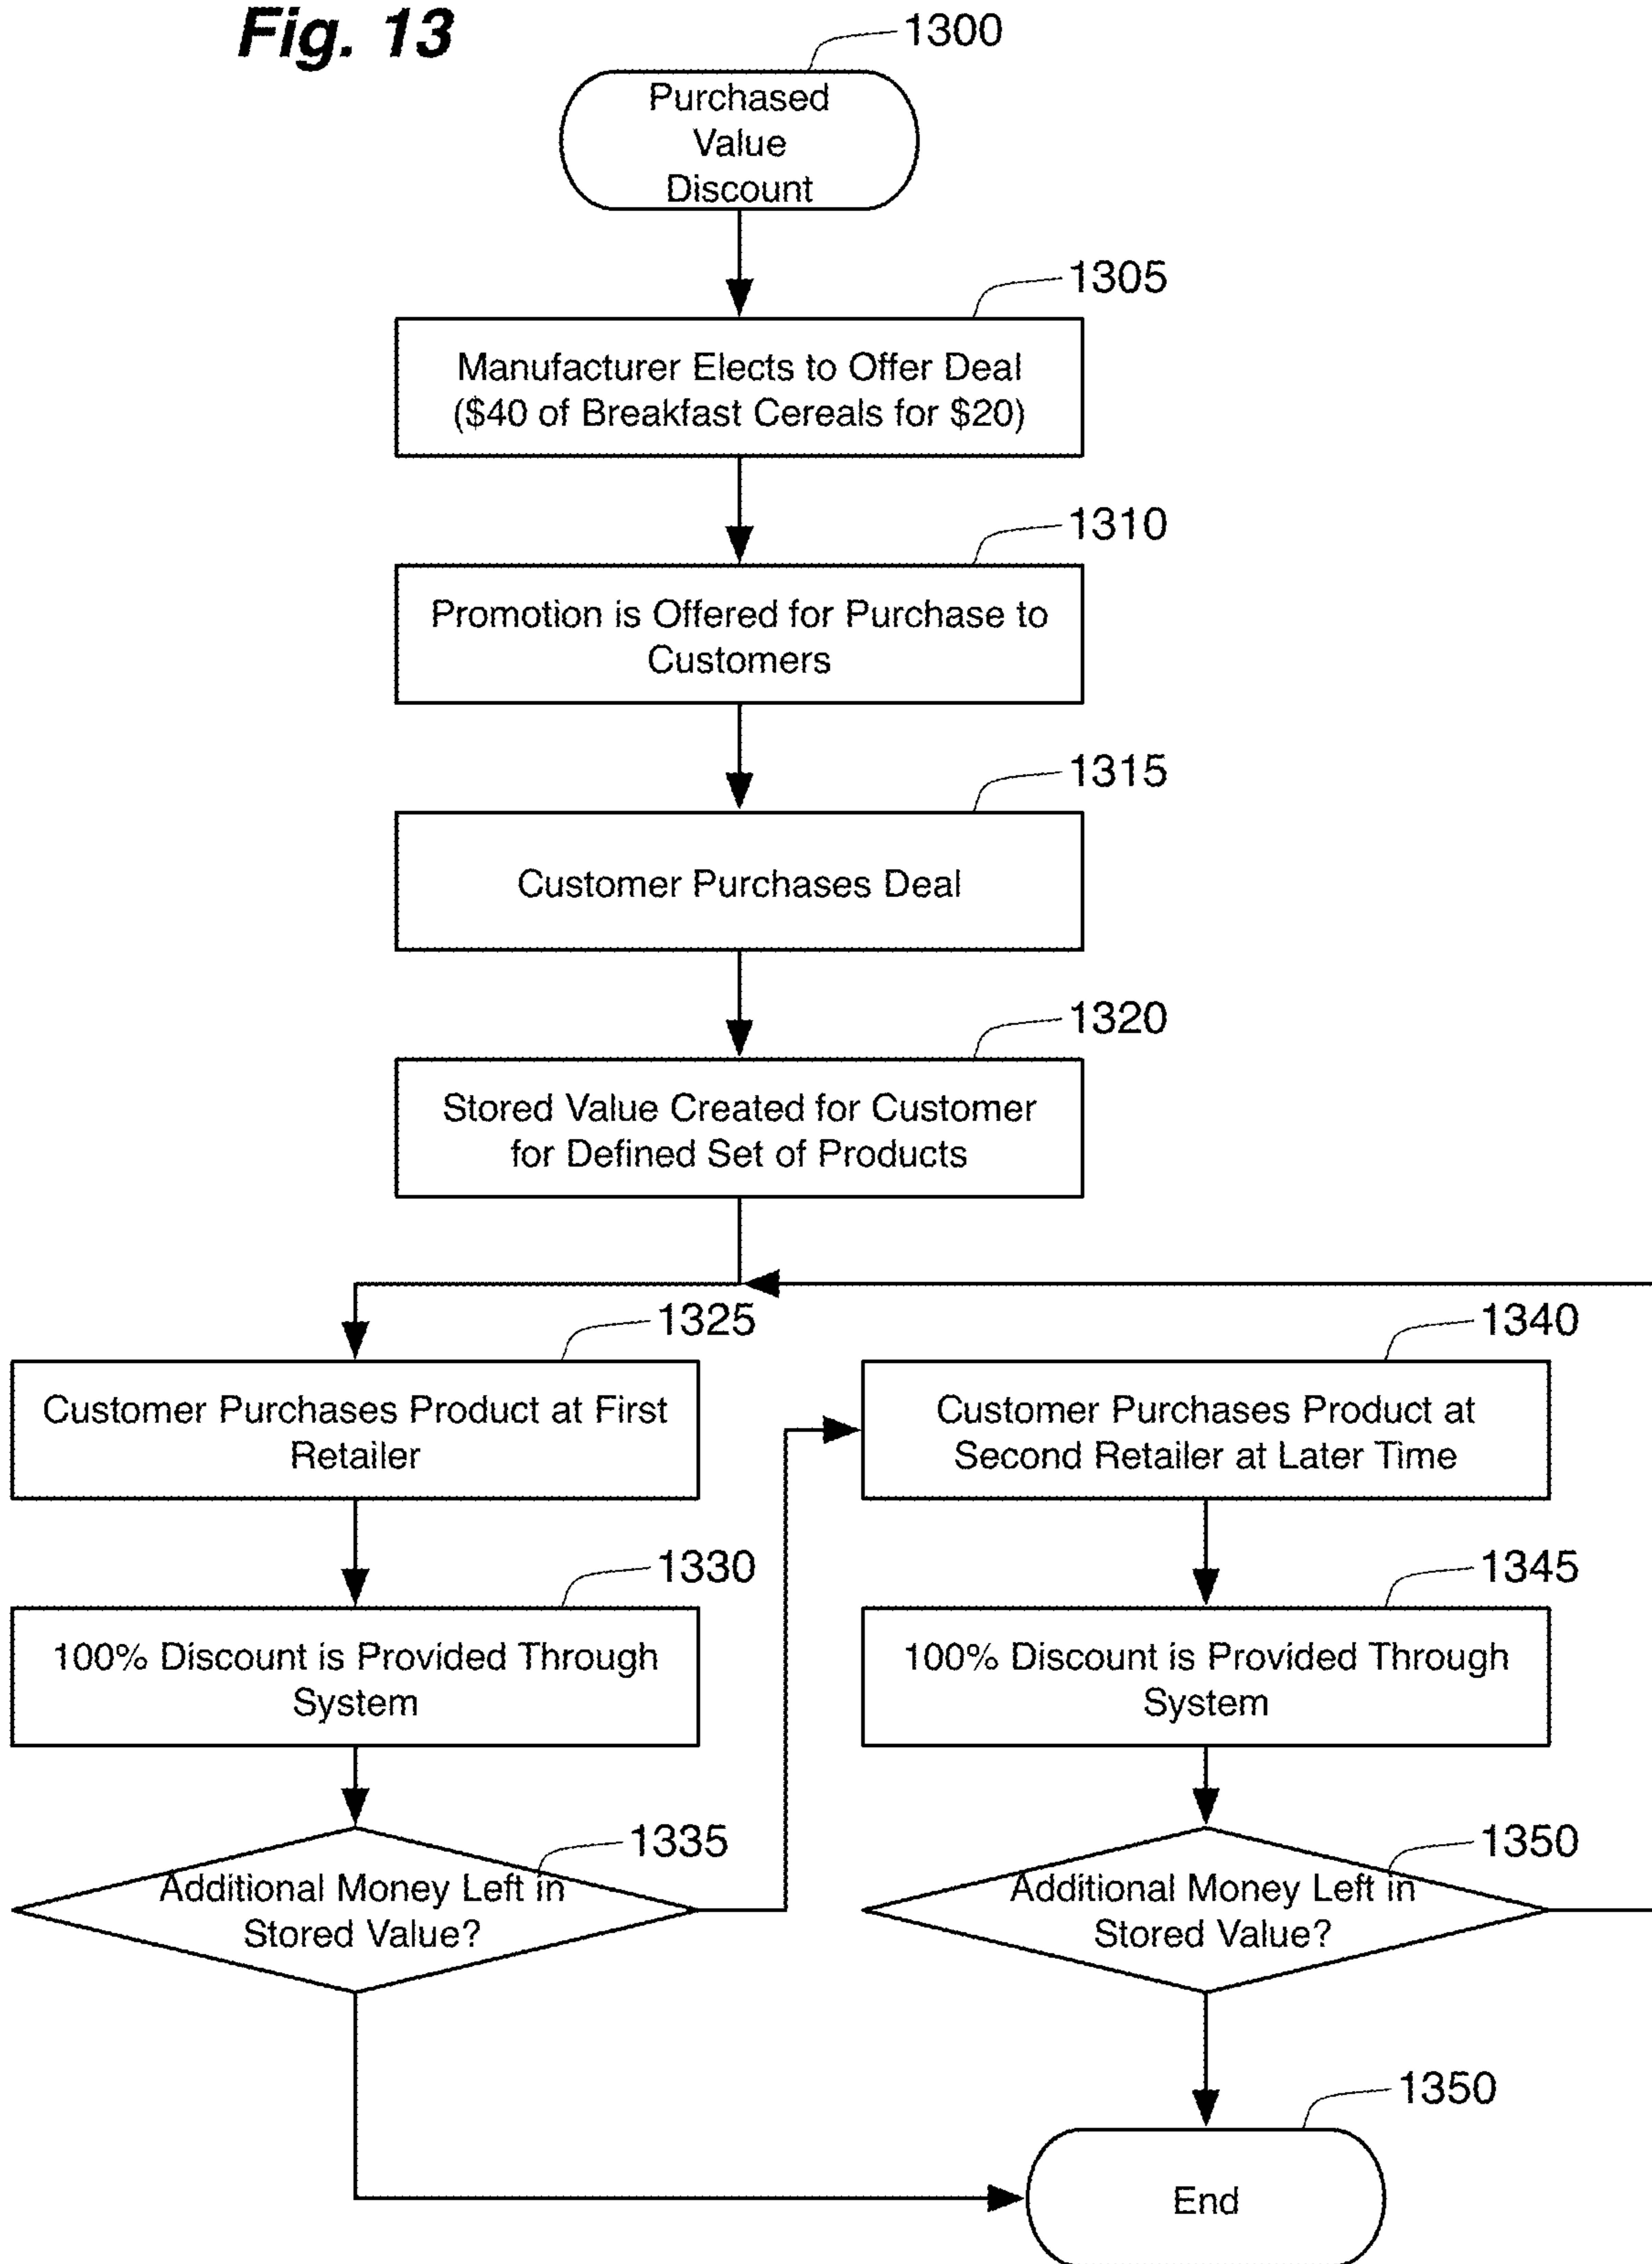 Fig. 13
1300
Purchased
Value
Discount
1305
Manufacturer Elects to Offer Deal
($40 of Breakfast Cereals for $20)
1310
Promotion is Offered for Purchase to
Customers
1315
Customer Purchases Deal
1320
Stored Value Created for Customer
for Defined Set of Products
1325
Customer Purchases Product at First
Retailer
1330
100% Discount is Provided Through
System
1335
Additional Money Left in
Stored Value?
1340
Customer Purchases Product at
Second Retailer at Later Time
1345
100% Discount is Provided Through
System
1350
Additional Money Left in
Stored Value?
1350
End